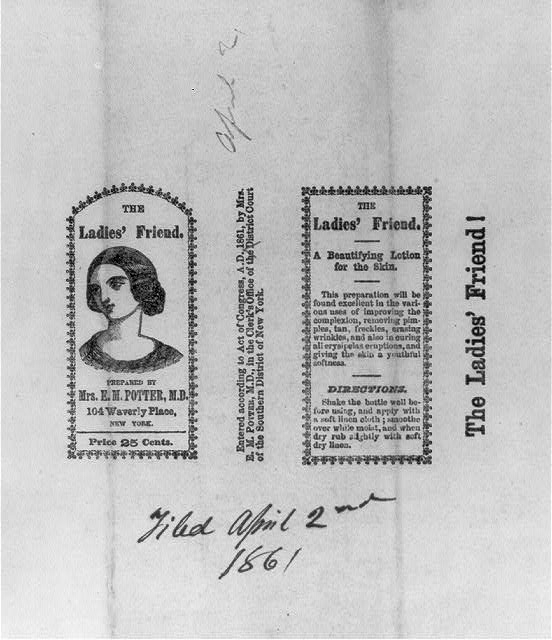 April 2,
THE
Ladies' Friend.
PREPARED BY
Mrs. E. M. POTTER, M.D.
104 Waverly Place,
NEW YORK.
Price 25 Cents.
Entered according to Act of Congress, A.D., 1861, by Mrs.
E. M. POTTER, M.D., in the Clerk's Office of the District Court
of the Southern District of New York.
THE
Ladies' Friend.
A Beautifying Lotion
for the Skin.
This preparation will be
found excellent in the vari-
ous uses of improving the
complexion, removing pim-
ples, tan, freckles, erasing
wrinkles, and also in curing
all erysipelas eruptions, and
giving the skin a youthful
softness.
DIRECTIONS.
Shake the bottle well be-
fore using, and apply with
a soft linen cloth; smoothe
over while moist, and when
dry rub slightly with soft
dry linen.
The Ladies' Friend!
Filed April 2nd
1861